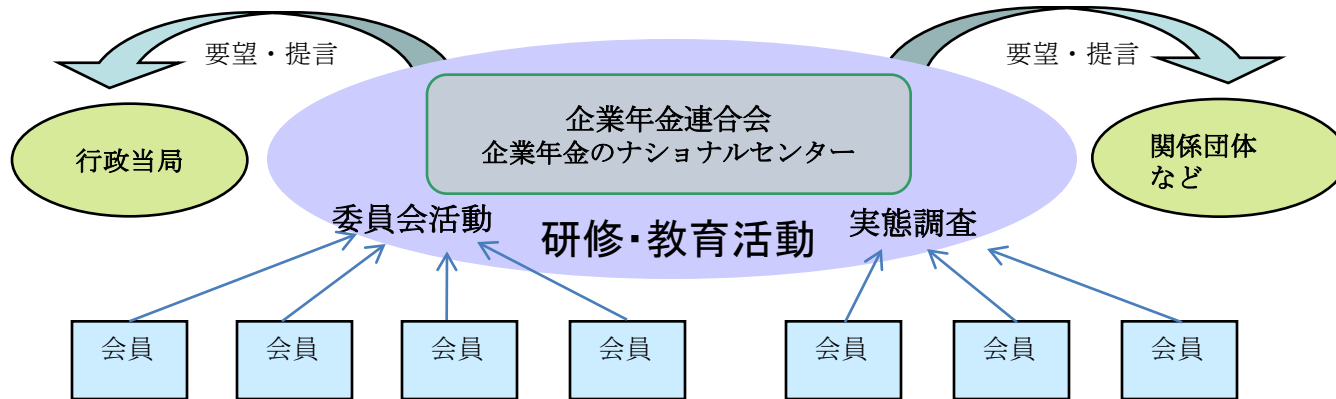 要望・提言
要望・提言
企業年金連合会
企業年金のナショナルセンター
行政当局
関係団体
など
委員会活動
研修・教育活動
実態調査
会員
会員
会員
会員
会員
会員
会員